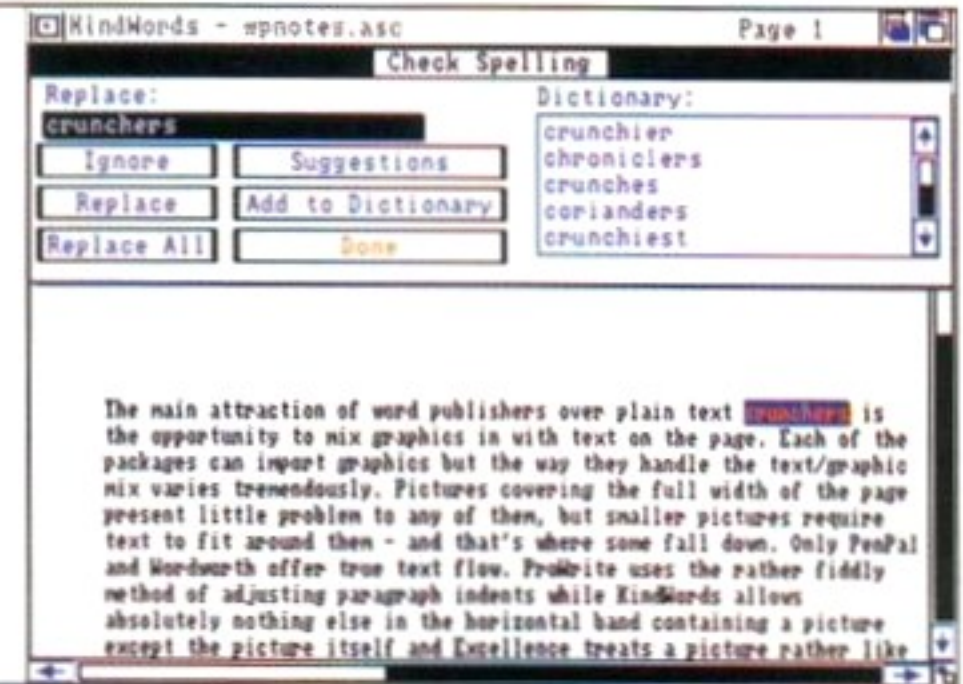 KindWords - wpnotes.asc Page 1
Check Spelling
Replace:
crunchers
Ignore Suggestions
Replace Add to Dictionary
Replace All Done
Dictionary:
crunchier
chroniclers
crunches
corianders
crunchiest
The main attraction of word publishers over plain text crunchers is
the opportunity to mix graphics in with text on the page. Each of the
packages can import graphics but the way they handle the text/graphic
mix varies tremendously. Pictures covering the full width of the page
present little problem to any of them, but smaller pictures require
text to fit around them - and that's where some fall down. Only PenPal
and Wordworth offer true text flow. ProWrite uses the rather fiddly
method of adjusting paragraph indents while KindWords allows
absolutely nothing else in the horizontal band containing a picture
except the picture itself and Excellence treats a picture rather like